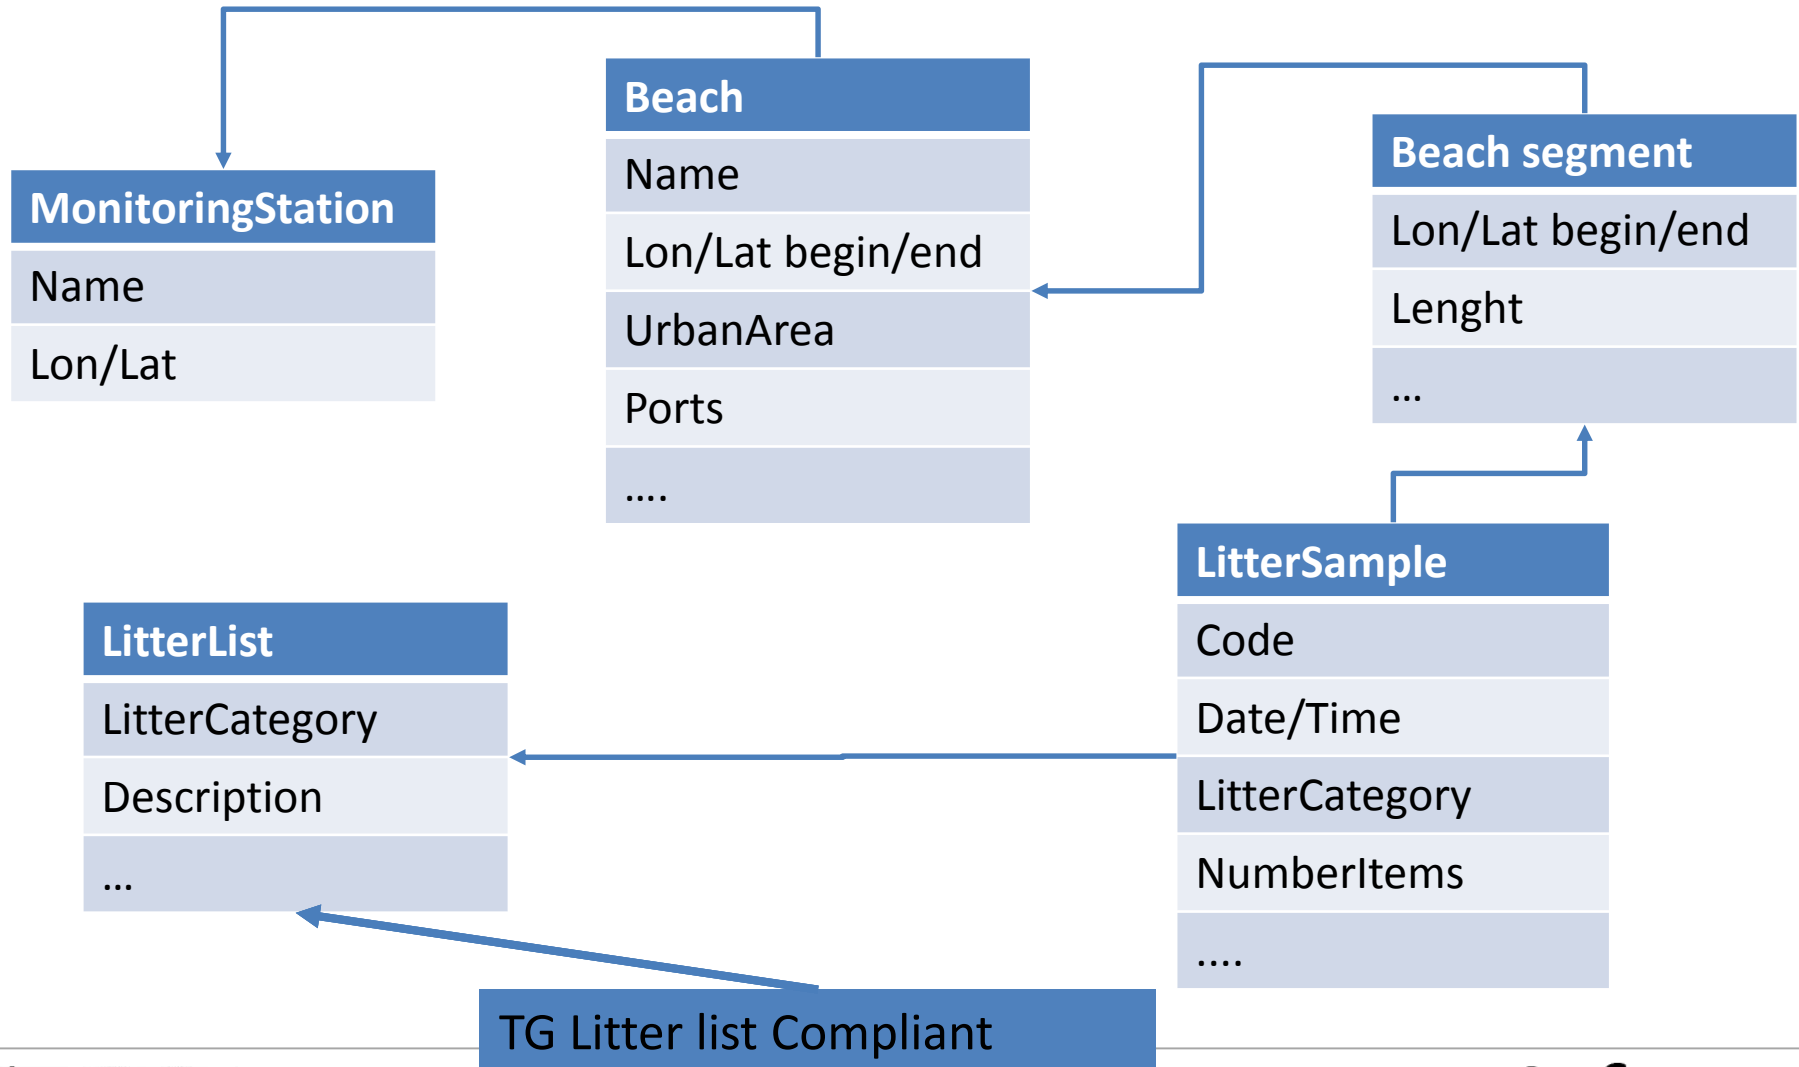 MonitoringStation
Name
Lon/Lat
Beach
Name
Lon/Lat begin/end
UrbanArea
Ports
....
Beach segment
Lon/Lat begin/end
Lenght
...
LitterSample
Code
Date/Time
LitterCategory
NumberItems
....
LitterList
LitterCategory
Description
...
TG Litter list Compliant